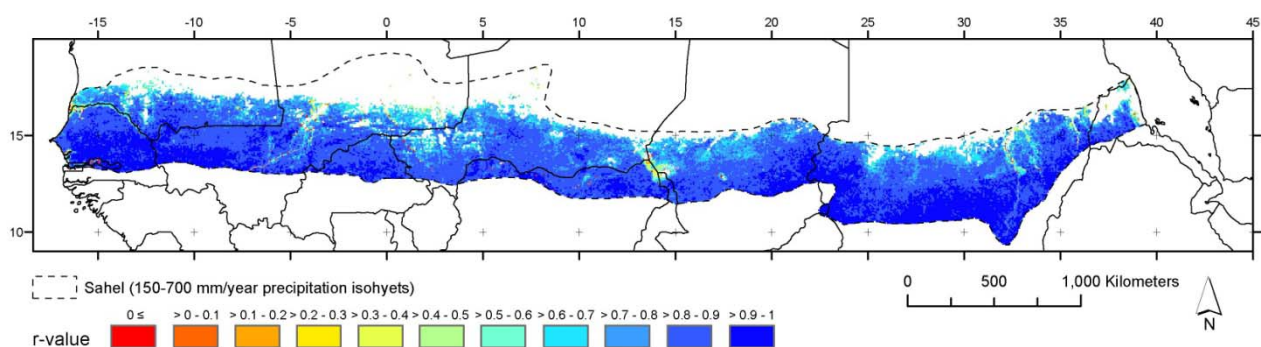 -15 -10 -5 0 5 10 15 20 25 30 35 40 45
15
10
Sahel (150-700 mm/year precipitation isohyets)
0 500 1,000 Kilometers
N
0 ≤ > 0 - 0.1 > 0.1 - 0.2 > 0.2 - 0.3 > 0.3 - 0.4 > 0.4 - 0.5 > 0.5 - 0.6 > 0.6 - 0.7 > 0.7 - 0.8 > 0.8 - 0.9 > 0.9 - 1
r-value